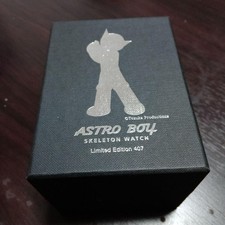 ©Tezuka Productions
ASTRO BOY
SKELETON WATCH
Limited Edition 407